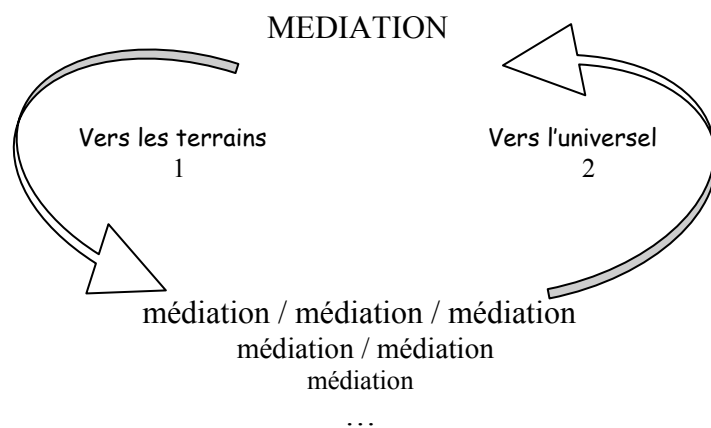 MEDIATION
Vers les terrains
1
Vers l'universel
2
médiation / médiation / médiation
médiation / médiation
médiation
…